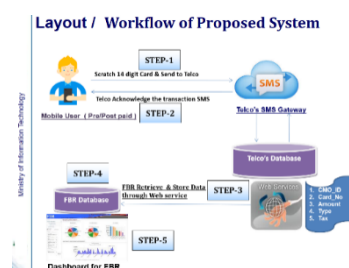 Layout / Workflow of Proposed System
STEP-1
Scratch 14 digit Card & Send to Telco
SMS
Telco Acknowledge the transaction SMS
Mobile User ( Pre/Post paid )
STEP-2
Telco's SMS Gateway
Ministry of Information Technology
Telco's Database
STEP-4
FBR Retrieve & Store Data
through Web service
STEP-3
Web Services
1. CMO_ID
2. Card_No
3. Amount
4. Type
5. Tax
FBR Database
STEP-5
Dashboard for FBR